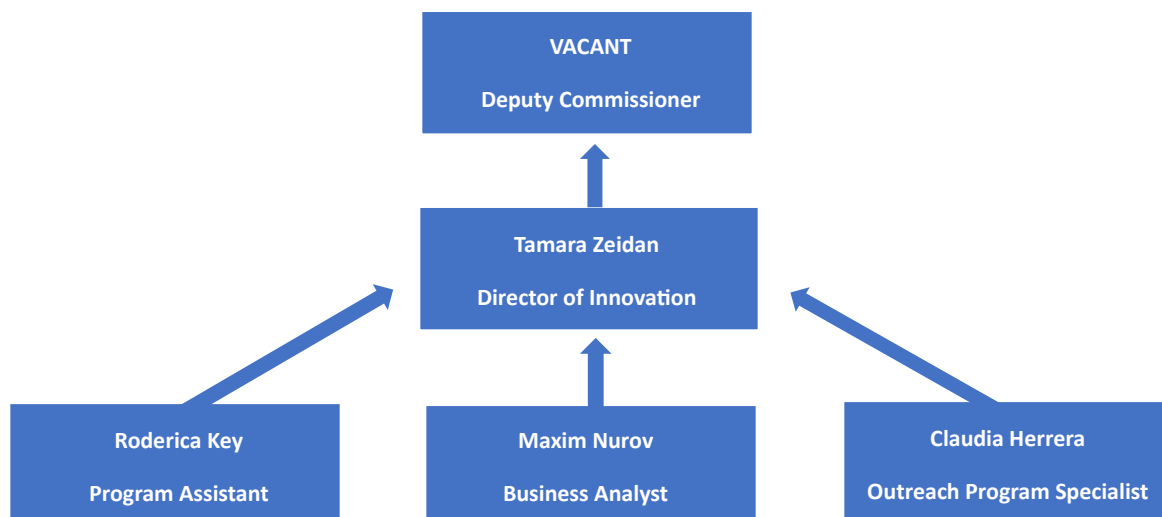 VACANT
Deputy Commissioner
Tamara Zeidan
Director of Innovation
Roderica Key
Program Assistant
Maxim Nurov
Business Analyst
Claudia Herrera
Outreach Program Specialist